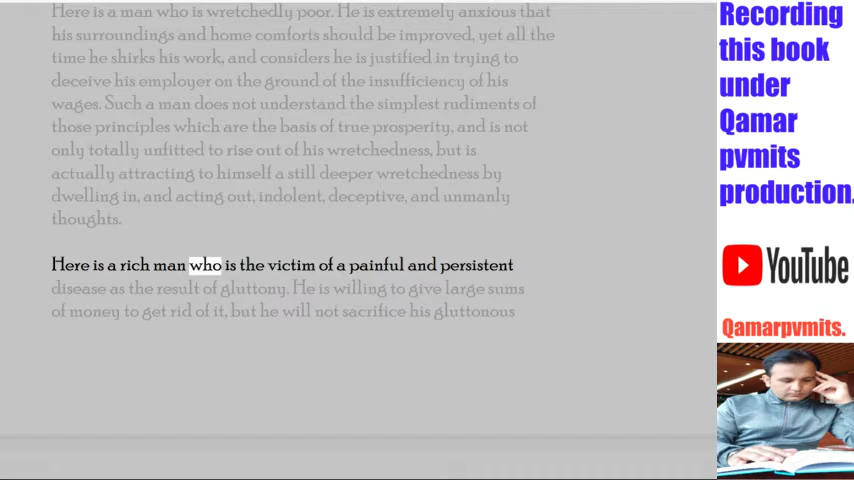 Here is a man who is wretchedly poor. He is extremely anxious that
his surroundings and home comforts should be improved, yet all the
time he shirks his work, and considers he is justified in trying to
deceive his employer on the ground of the insufficiency of his
wages. Such a man does not understand the simplest rudiments of
those principles which are the basis of true prosperity, and is not
only totally unfitted to rise out of his wretchedness, but is
actually attracting to himself a still deeper wretchedness by
dwelling in, and acting out, indolent, deceptive, and unmanly
thoughts.
Here is a rich man who is the victim of a painful and persistent
disease as the result of gluttony. He is willing to give large sums
of money to get rid of it, but he will not sacrifice his gluttonous
Recording
this book
under
Qamar
pvmits
production.
YouTube
Qamarpvmits.